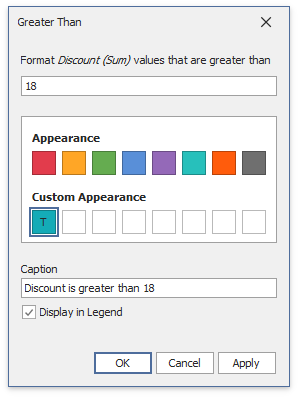 Greater Than
Format Discount (Sum) values that are greater than
18
Appearance
Custom Appearance
T
Caption
Discount is greater than 18
Display in Legend
OK Cancel Apply